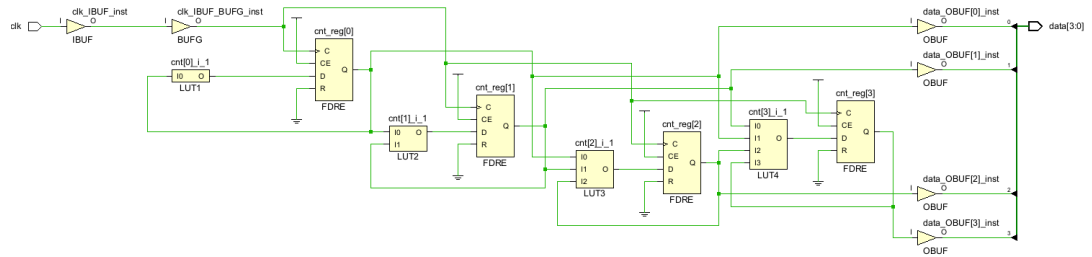 clk
clk_IBUF_inst
I
O
IBUF
clk_IBUF_BUFG_inst
I
O
BUFG
cnt[0]_i_1
I0
O
LUT1
cnt_reg[0]
C
CE
D
R
Q
FDRE
cnt[1]_i_1
I0
I1
O
LUT2
cnt_reg[1]
C
CE
D
R
Q
FDRE
cnt[2]_i_1
I0
I1
I2
O
LUT3
cnt_reg[2]
C
CE
D
R
Q
FDRE
cnt[3]_i_1
I0
I1
I2
I3
O
LUT4
cnt_reg[3]
C
CE
D
R
Q
FDRE
data_OBUF[0]_inst
I
O
0
OBUF
data_OBUF[1]_inst
I
O
1
OBUF
data_OBUF[2]_inst
I
O
2
OBUF
data_OBUF[3]_inst
I
O
3
OBUF
data[3:0]